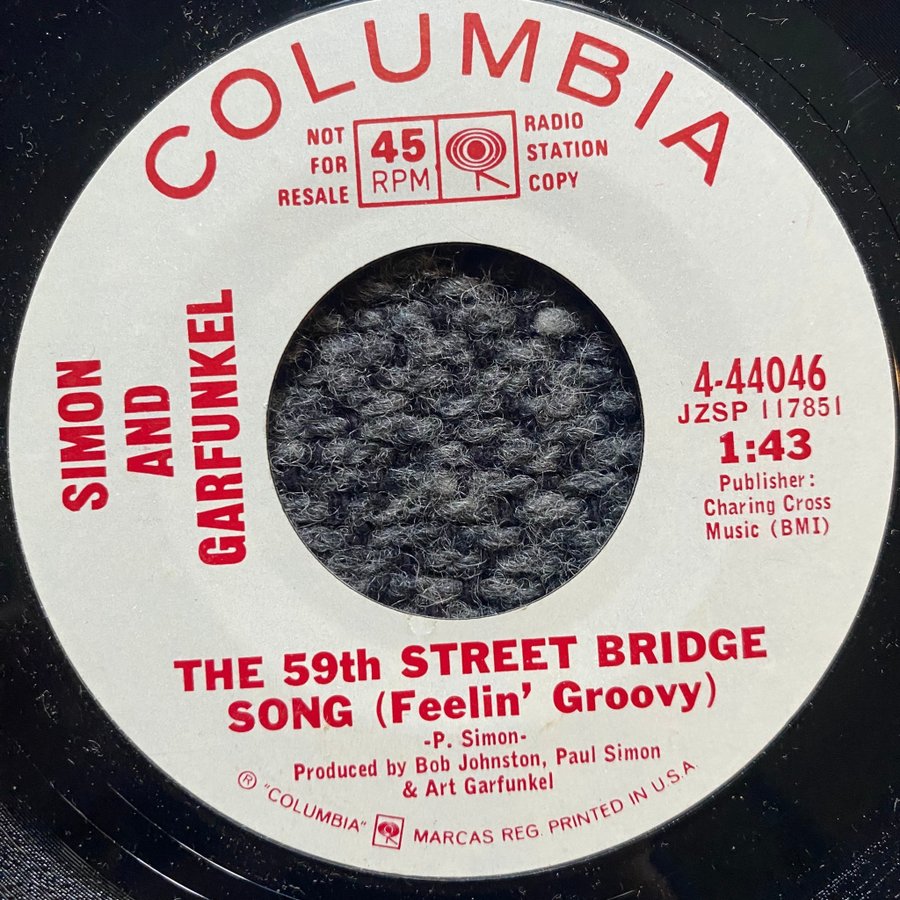 COLUMBIA
NOT
FOR
RESALE
45
RPM
RADIO
STATION
COPY
SIMON
AND
GARFUNKEL
4-44046
JZSP 117851
1:43
Publisher:
Charing Cross
Music (BMI)
THE 59th STREET BRIDGE
SONG (Feelin' Groovy)
-P. Simon-
Produced by Bob Johnston, Paul Simon
& Art Garfunkel
® "COLUMBIA" MARCAS REG. PRINTED IN U.S.A.